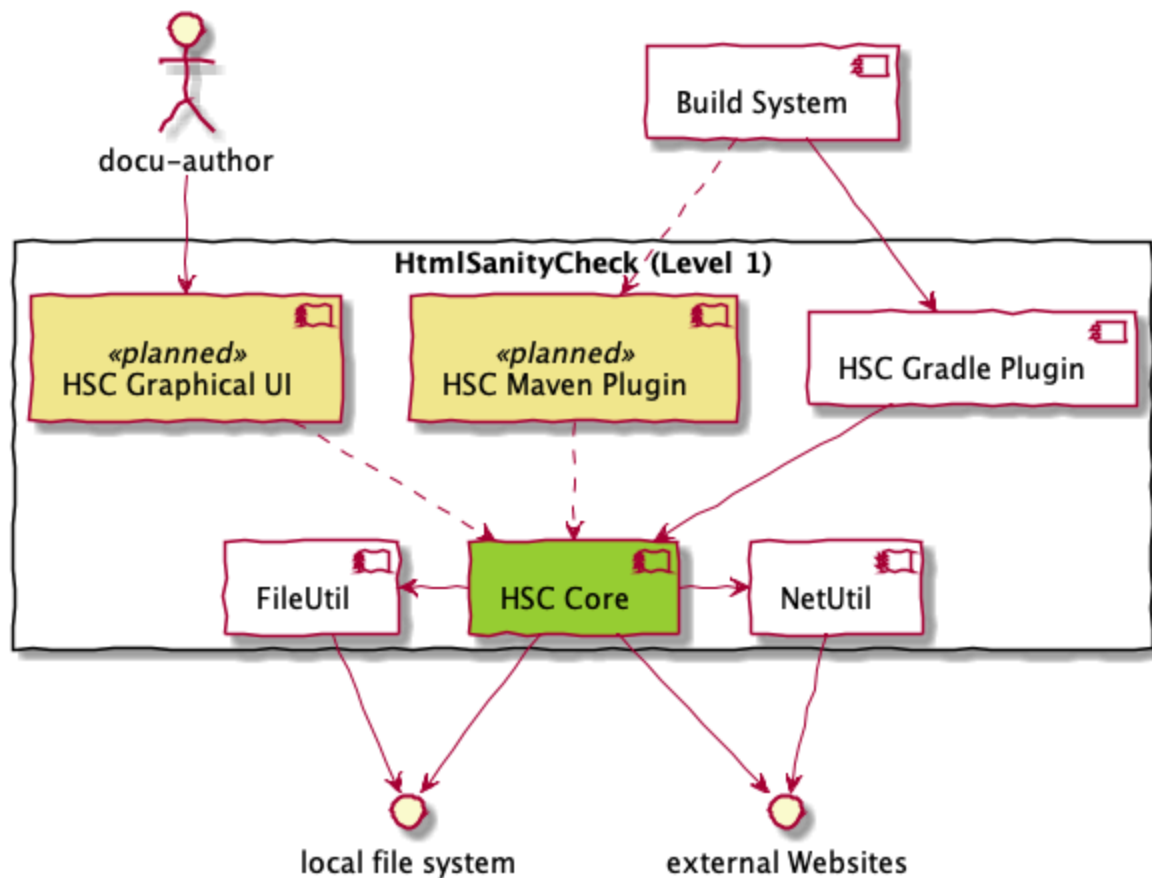 docu-author
Build System
HtmlSanityCheck (Level 1)
«planned»
HSC Graphical UI
«planned»
HSC Maven Plugin
HSC Gradle Plugin
FileUtil
HSC Core
NetUtil
local file system
external Websites